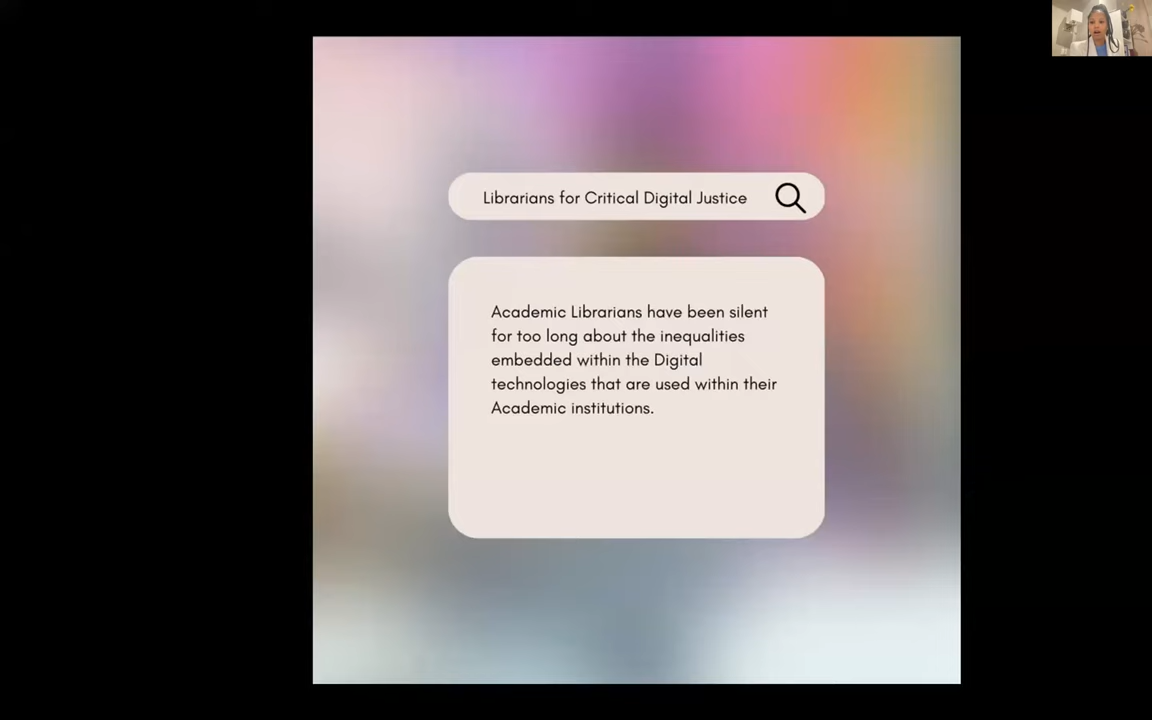 Librarians for Critical Digital Justice
Academic Librarians have been silent
for too long about the inequalities
embedded within the Digital
technologies that are used within their
Academic institutions.